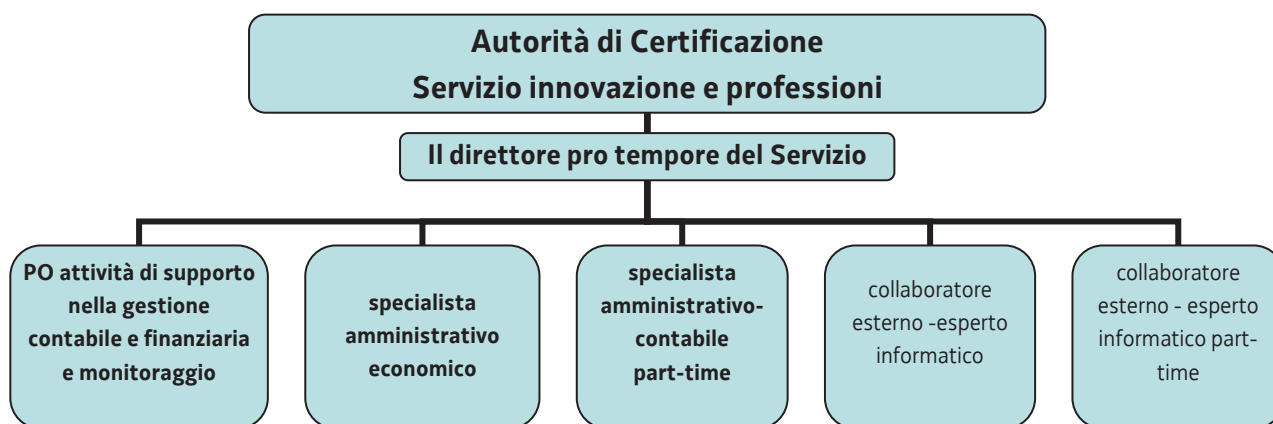 Autorità di Certificazione
Servizio innovazione e professioni
Il direttore pro tempore del Servizio
PO attività di supporto
nella gestione
contabile e finanziaria
e monitoraggio
specialista
amministrativo
economico
specialista
amministrativo-
contabile
part-time
collaboratore
esterno -esperto
informatico
collaboratore
esterno - esperto
informatico part-
time